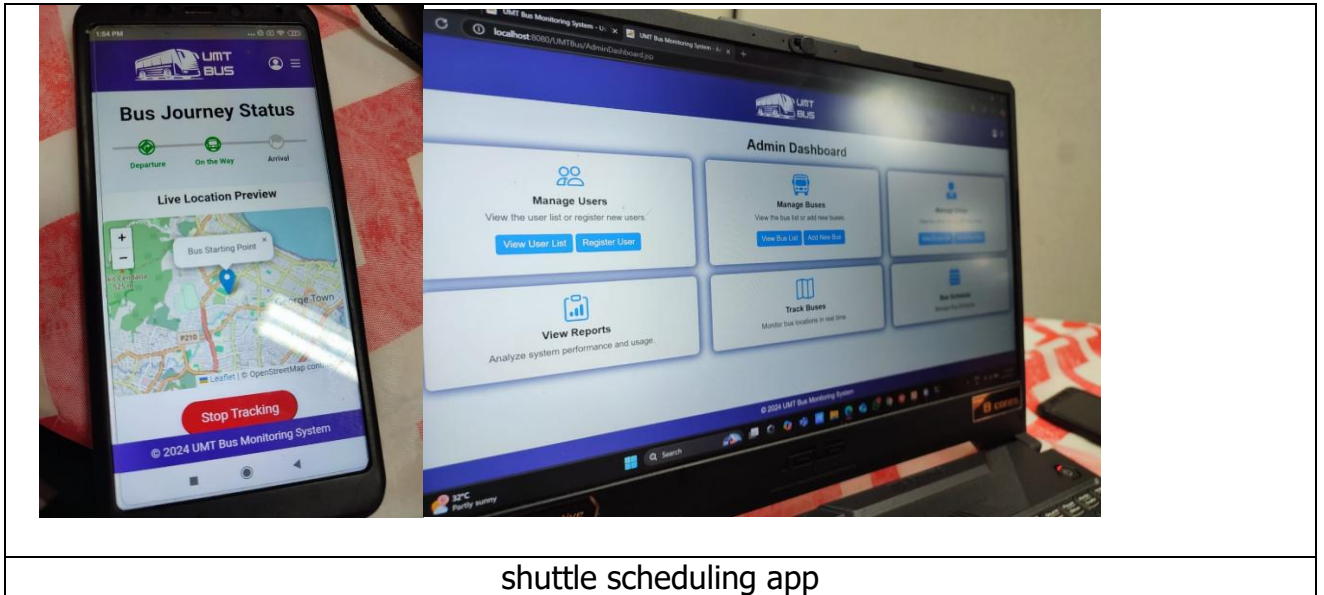 1:54 PM
UMT
BUS
Bus Journey Status
Departure
On the Way
Arrival
Live Location Preview
+
−
Bus Starting Point
×
George Town
P210
Leaflet | © OpenStreetMap
Stop Tracking
© 2024 UMT Bus Monitoring System
UMT Bus Monitoring System
UMT Bus Monitoring System
localhost:8080/UMTBus/AdminDashboard.jsp
UMT
BUS
Admin Dashboard
Manage Users
View the user list or register new users.
View User List
Register User
Manage Buses
View the bus list or add new buses.
View Bus List
Add New Bus
View Reports
Analyze system performance and usage.
Track Buses
Monitor bus locations in real time.
Bus Schedule
© 2024 UMT Bus Monitoring System
Search
32°C
Partly sunny
shuttle scheduling app